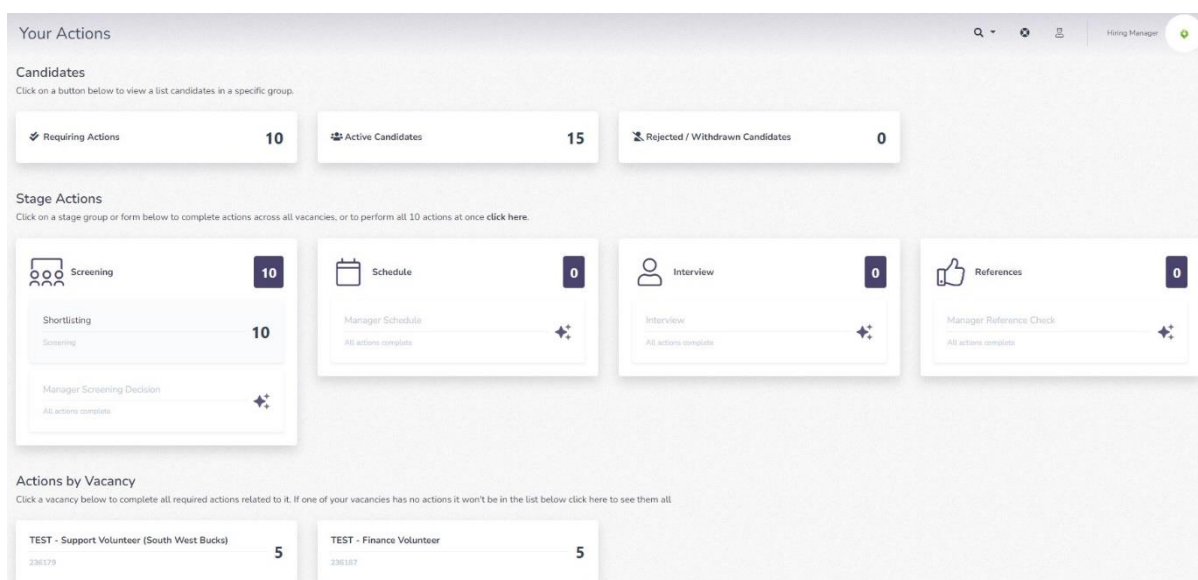 Your Actions
Hiring Manager
Candidates
Click on a button below to view a list candidates in a specific group.
Requiring Actions 10
Active Candidates 15
Rejected / Withdrawn Candidates 0
Stage Actions
Click on a stage group or form below to complete actions across all vacancies, or to perform all 10 actions at once click here.
Screening 10
Shortlisting 10
Screening
Manager Screening Decision
All actions complete
Schedule 0
Manager Schedule
All actions complete
Interview 0
Interview
All actions complete
References 0
Manager Reference Check
All actions complete
Actions by Vacancy
Click a vacancy below to complete all required actions related to it. If one of your vacancies has no actions it won't be in the list below click here to see them all
TEST - Support Volunteer (South West Bucks) 5
236179
TEST - Finance Volunteer 5
236187